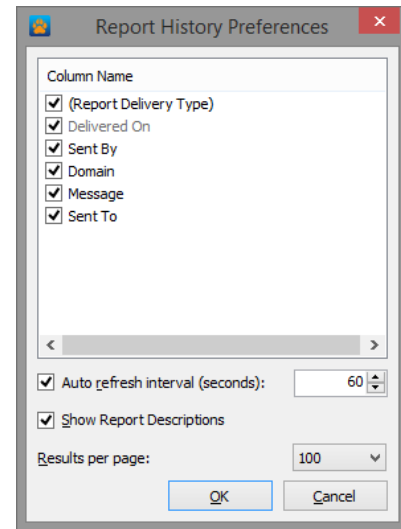 Report History Preferences
Column Name
(Report Delivery Type)
Delivered On
Sent By
Domain
Message
Sent To
Auto refresh interval (seconds): 60
Show Report Descriptions
Results per page: 100
OK Cancel